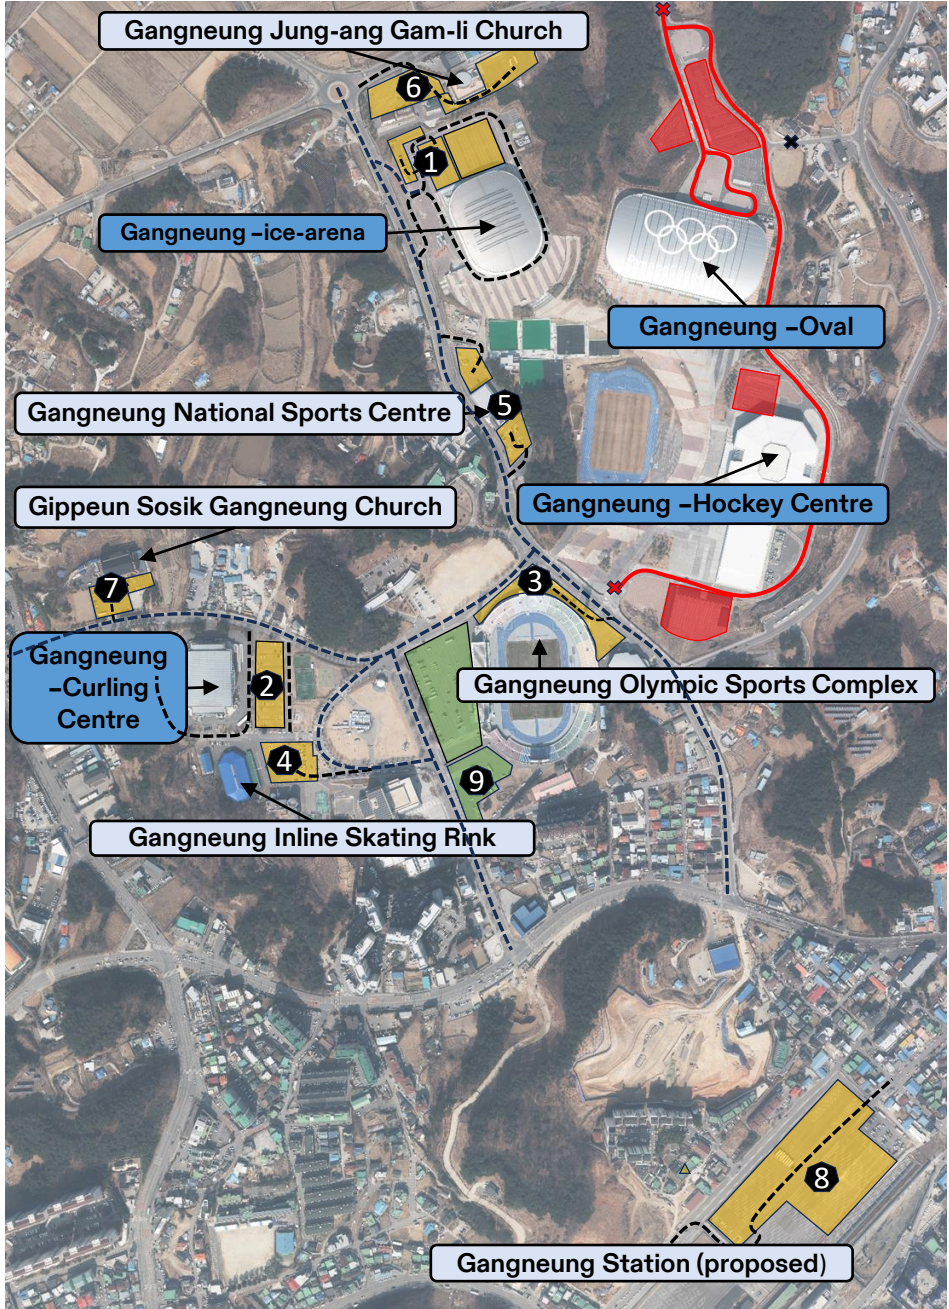 Gangneung Jung-ang Gam-li Church
6
1
Gangneung –ice-arena
Gangneung –Oval
Gangneung National Sports Centre
5
Gangneung –Hockey Centre
Gippeun Sosik Gangneung Church
7
3
Gangneung
–Curling
Centre
2
Gangneung Olympic Sports Complex
4
9
Gangneung Inline Skating Rink
8
Gangneung Station (proposed)